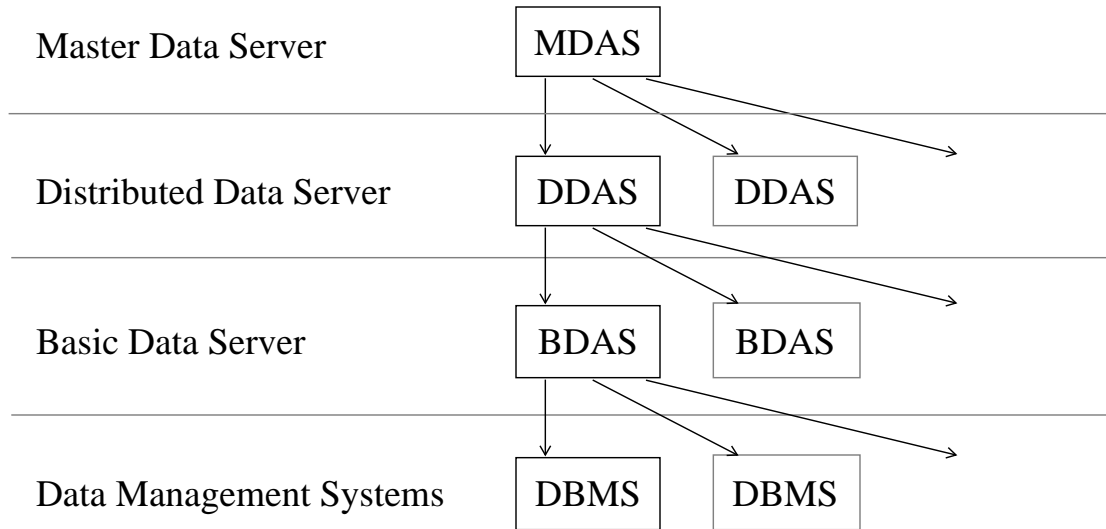 Master Data Server MDAS
Distributed Data Server DDAS DDAS
Basic Data Server BDAS BDAS
Data Management Systems DBMS DBMS